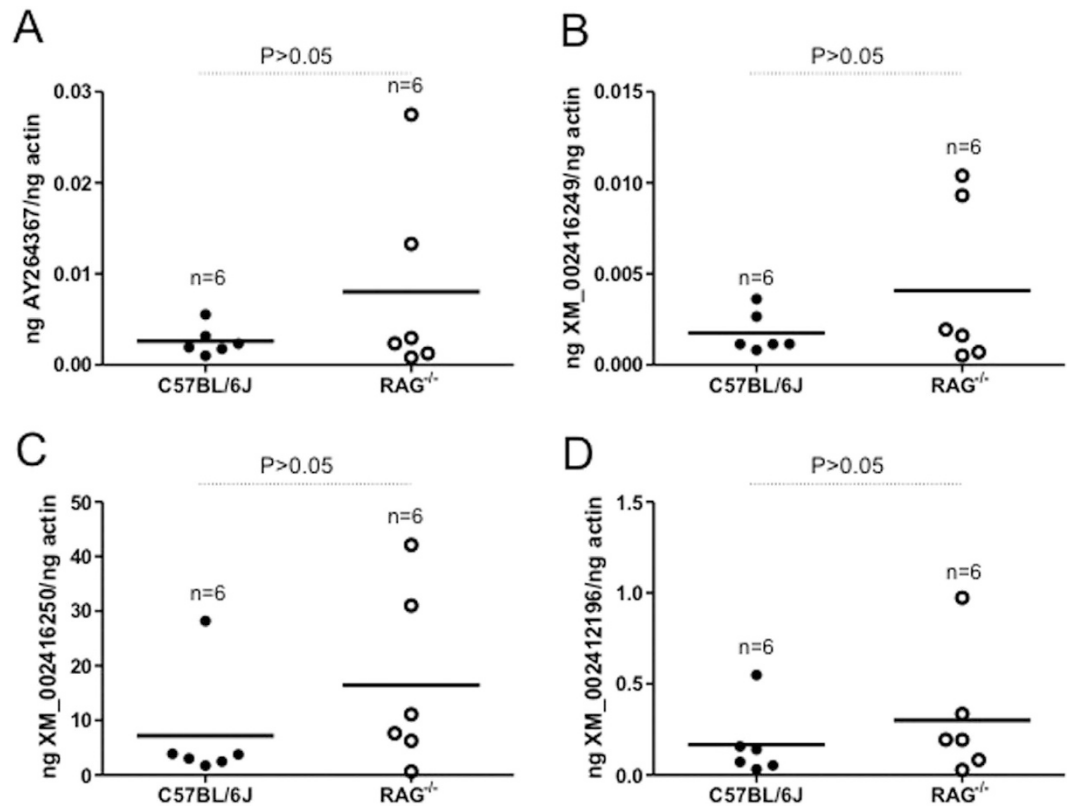 A
P>0.05
n=6
n=6
ng AY264367/ng actin
0.03
0.02
0.01
0.00
C57BL/6J
RAG-/-
B
P>0.05
n=6
n=6
ng XM_002416249/ng actin
0.015
0.010
0.005
0.000
C57BL/6J
RAG-/-
C
P>0.05
n=6
n=6
ng XM_002416250/ng actin
50
40
30
20
10
0
C57BL/6J
RAG-/-
D
P>0.05
n=6
n=6
ng XM_002412196/ng actin
1.5
1.0
0.5
0.0
C57BL/6J
RAG-/-